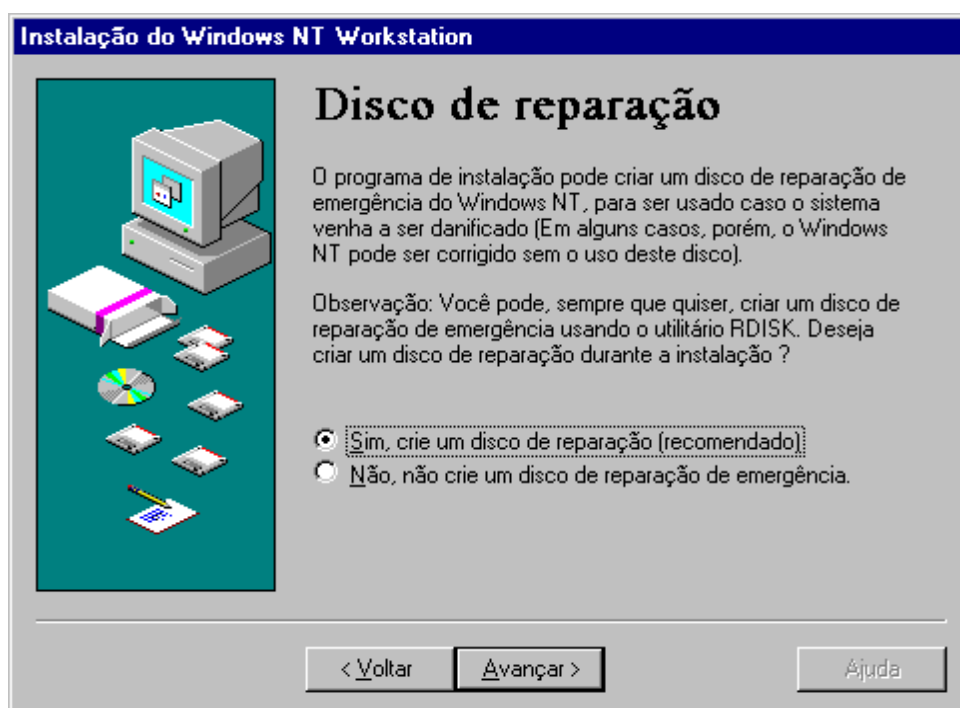 Instalação do Windows NT Workstation
Disco de reparação
O programa de instalação pode criar um disco de reparação de
emergência do Windows NT, para ser usado caso o sistema
venha a ser danificado (Em alguns casos, porém, o Windows
NT pode ser corrigido sem o uso deste disco).
Observação: Você pode, sempre que quiser, criar um disco de
reparação de emergência usando o utilitário RDISK. Deseja
criar um disco de reparação durante a instalação ?
Sim, crie um disco de reparação (recomendado)
Não, não crie um disco de reparação de emergência.
< Voltar
Avançar >
Ajuda